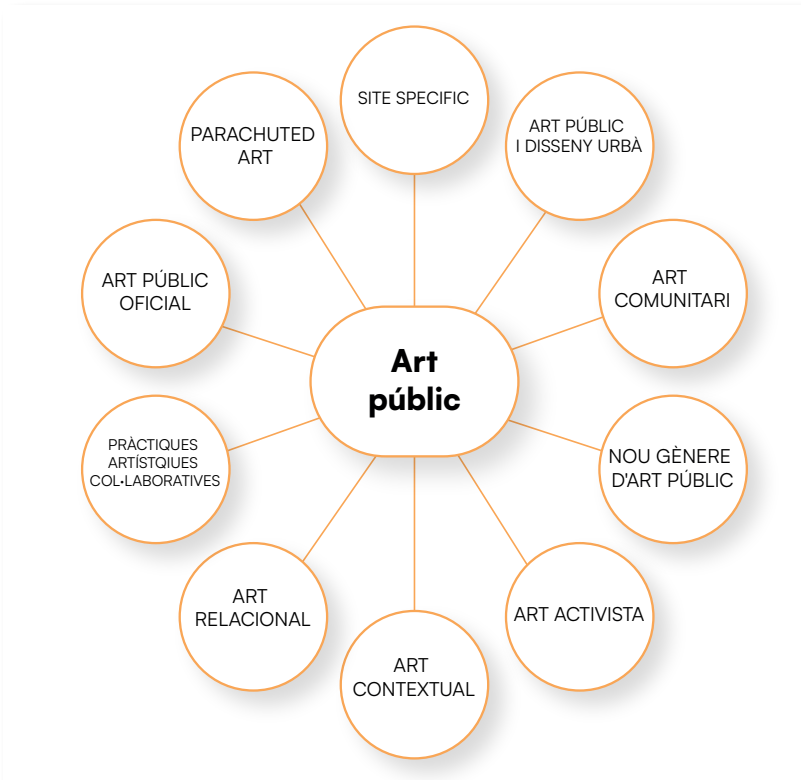 SITE SPECIFIC
ART PÚBLIC
I DISSENY URBÀ
ART
COMUNITARI
NOU GÈNERE
D'ART PÚBLIC
ART ACTIVISTA
ART
CONTEXTUAL
ART
RELACIONAL
PRÀCTIQUES
ARTÍSTQIUES
COL·LABORATIVES
ART PÚBLIC
OFICIAL
PARACHUTED
ART
Art
públic